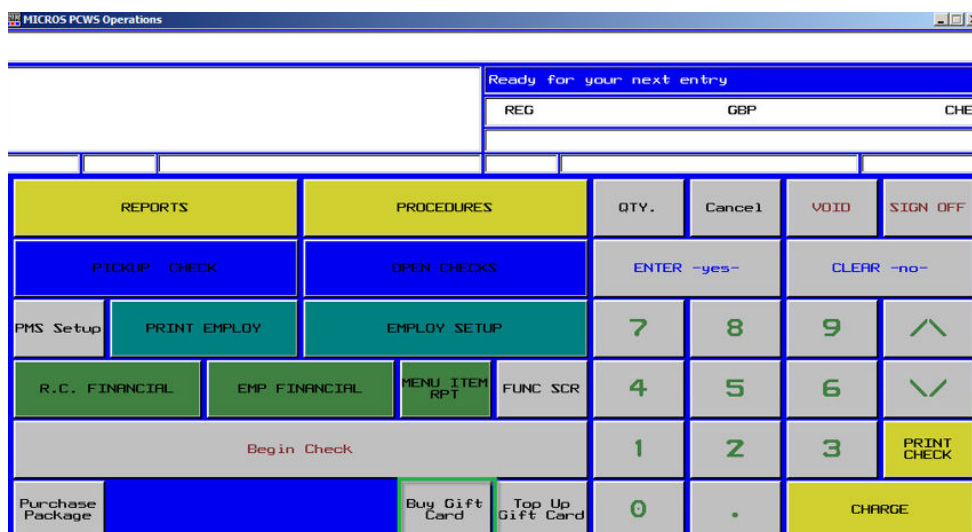 MICROS PCWS Operations
Ready for your next entry
REG GBP CHE
REPORTS PROCEDURES QTY. Cancel VOID SIGN OFF
PICKUP CHECK OPEN CHECKS ENTER -yes- CLEAR -no-
PMS Setup PRINT EMPLOY EMPLOY SETUP 7 8 9 /\
R.C. FINANCIAL EMP FINANCIAL MENU ITEM RPT FUNC SCR 4 5 6 \/
Begin Check 1 2 3 PRINT CHECK
Purchase Package Buy Gift Card Top Up Gift Card 0 . CHARGE